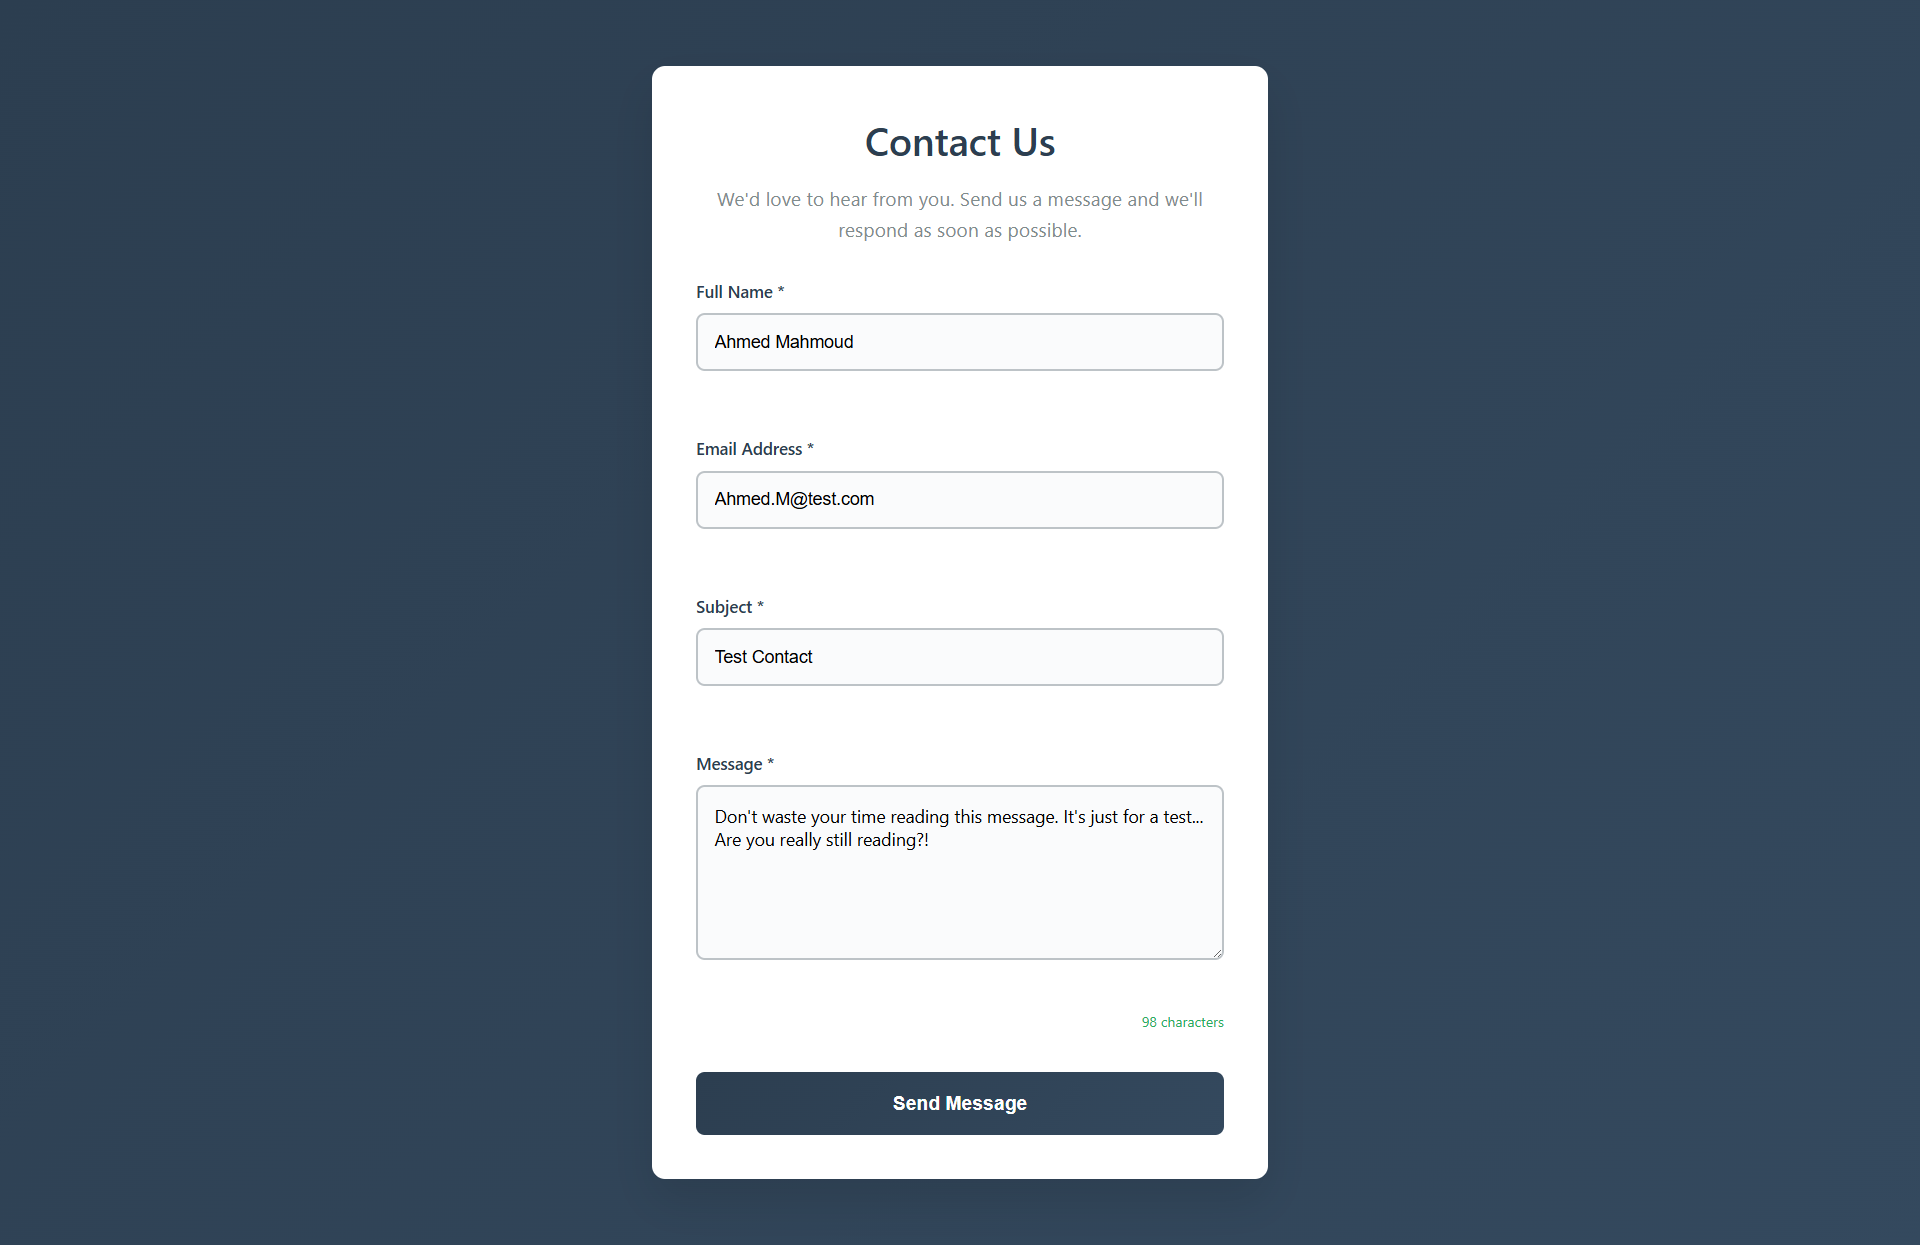 Contact Us
We'd love to hear from you. Send us a message and we'll
respond as soon as possible.
Full Name *
Ahmed Mahmoud
Email Address *
Ahmed.M@test.com
Subject *
Test Contact
Message *
Don't waste your time reading this message. It's just for a test...
Are you really still reading?!
98 characters
Send Message